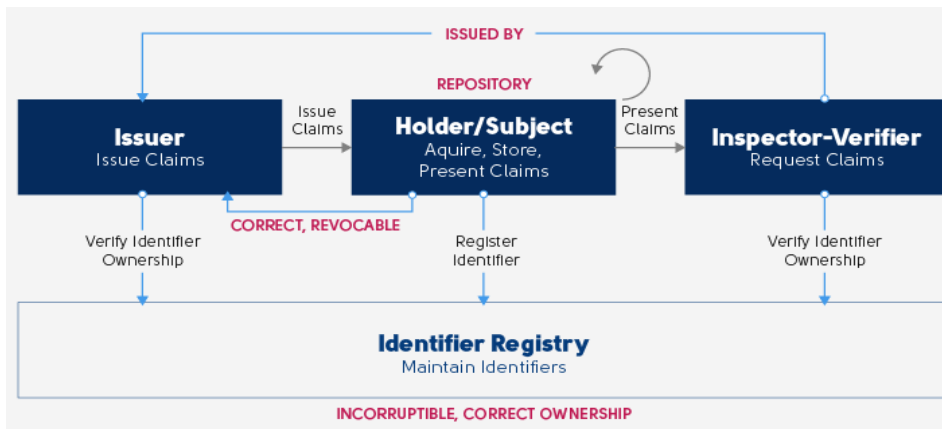 ISSUED BY
REPOSITORY
Issuer
Issue Claims
Issue
Claims
Holder/Subject
Aquire, Store,
Present Claims
Present
Claims
Inspector-Verifier
Request Claims
CORRECT, REVOCABLE
Verify Identifier
Ownership
Register
Identifier
Verify Identifier
Ownership
Identifier Registry
Maintain Identifiers
INCORRUPTIBLE, CORRECT OWNERSHIP